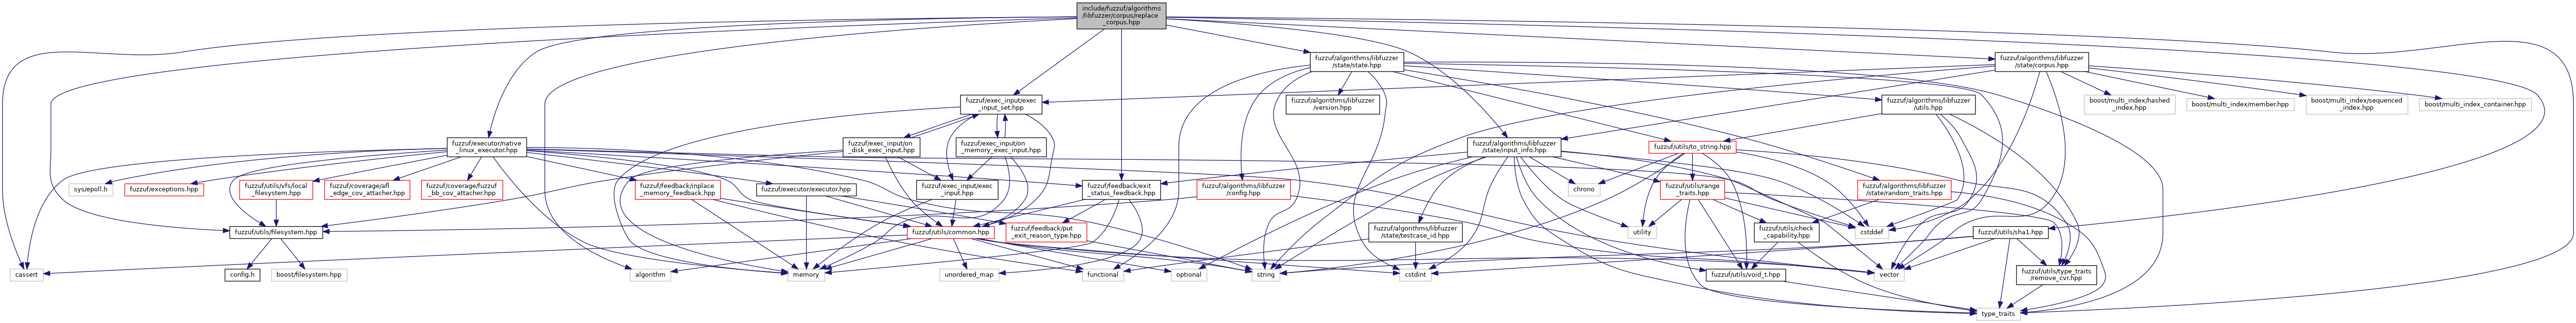 include/fuzzuf/algorithms
/libfuzzer/corpus/replace
_corpus.hpp
fuzzuf/algorithms/libfuzzer
/state/state.hpp
fuzzuf/algorithms/libfuzzer
/state/corpus.hpp
fuzzuf/exec_input/exec
_input_set.hpp
fuzzuf/algorithms/libfuzzer
/version.hpp
fuzzuf/algorithms/libfuzzer
/utils.hpp
boost/multi_index/hashed
_index.hpp
boost/multi_index/member.hpp
boost/multi_index/sequenced
_index.hpp
boost/multi_index_container.hpp
fuzzuf/executor/native
_linux_executor.hpp
fuzzuf/exec_input/on
_disk_exec_input.hpp
fuzzuf/exec_input/on
_memory_exec_input.hpp
fuzzuf/algorithms/libfuzzer
/state/input_info.hpp
fuzzuf/utils/to_string.hpp
sys/epoll.h
fuzzuf/exceptions.hpp
fuzzuf/utils/vfs/local
_filesystem.hpp
fuzzuf/coverage/afl
_edge_cov_attacher.hpp
fuzzuf/coverage/fuzzuf
_bb_cov_attacher.hpp
fuzzuf/feedback/inplace
_memory_feedback.hpp
fuzzuf/executor/executor.hpp
fuzzuf/exec_input/exec
_input.hpp
fuzzuf/feedback/exit
_status_feedback.hpp
fuzzuf/algorithms/libfuzzer
/config.hpp
chrono
fuzzuf/utils/range
_traits.hpp
fuzzuf/algorithms/libfuzzer
/state/random_traits.hpp
fuzzuf/utils/filesystem.hpp
fuzzuf/utils/common.hpp
fuzzuf/feedback/put
_exit_reason_type.hpp
fuzzuf/algorithms/libfuzzer
/state/testcase_id.hpp
utility
fuzzuf/utils/check
_capability.hpp
cstddef
fuzzuf/utils/sha1.hpp
cassert
config.h
boost/filesystem.hpp
algorithm
memory
unordered_map
functional
optional
string
cstdint
fuzzuf/utils/void_t.hpp
vector
fuzzuf/utils/type_traits
/remove_cvr.hpp
type_traits